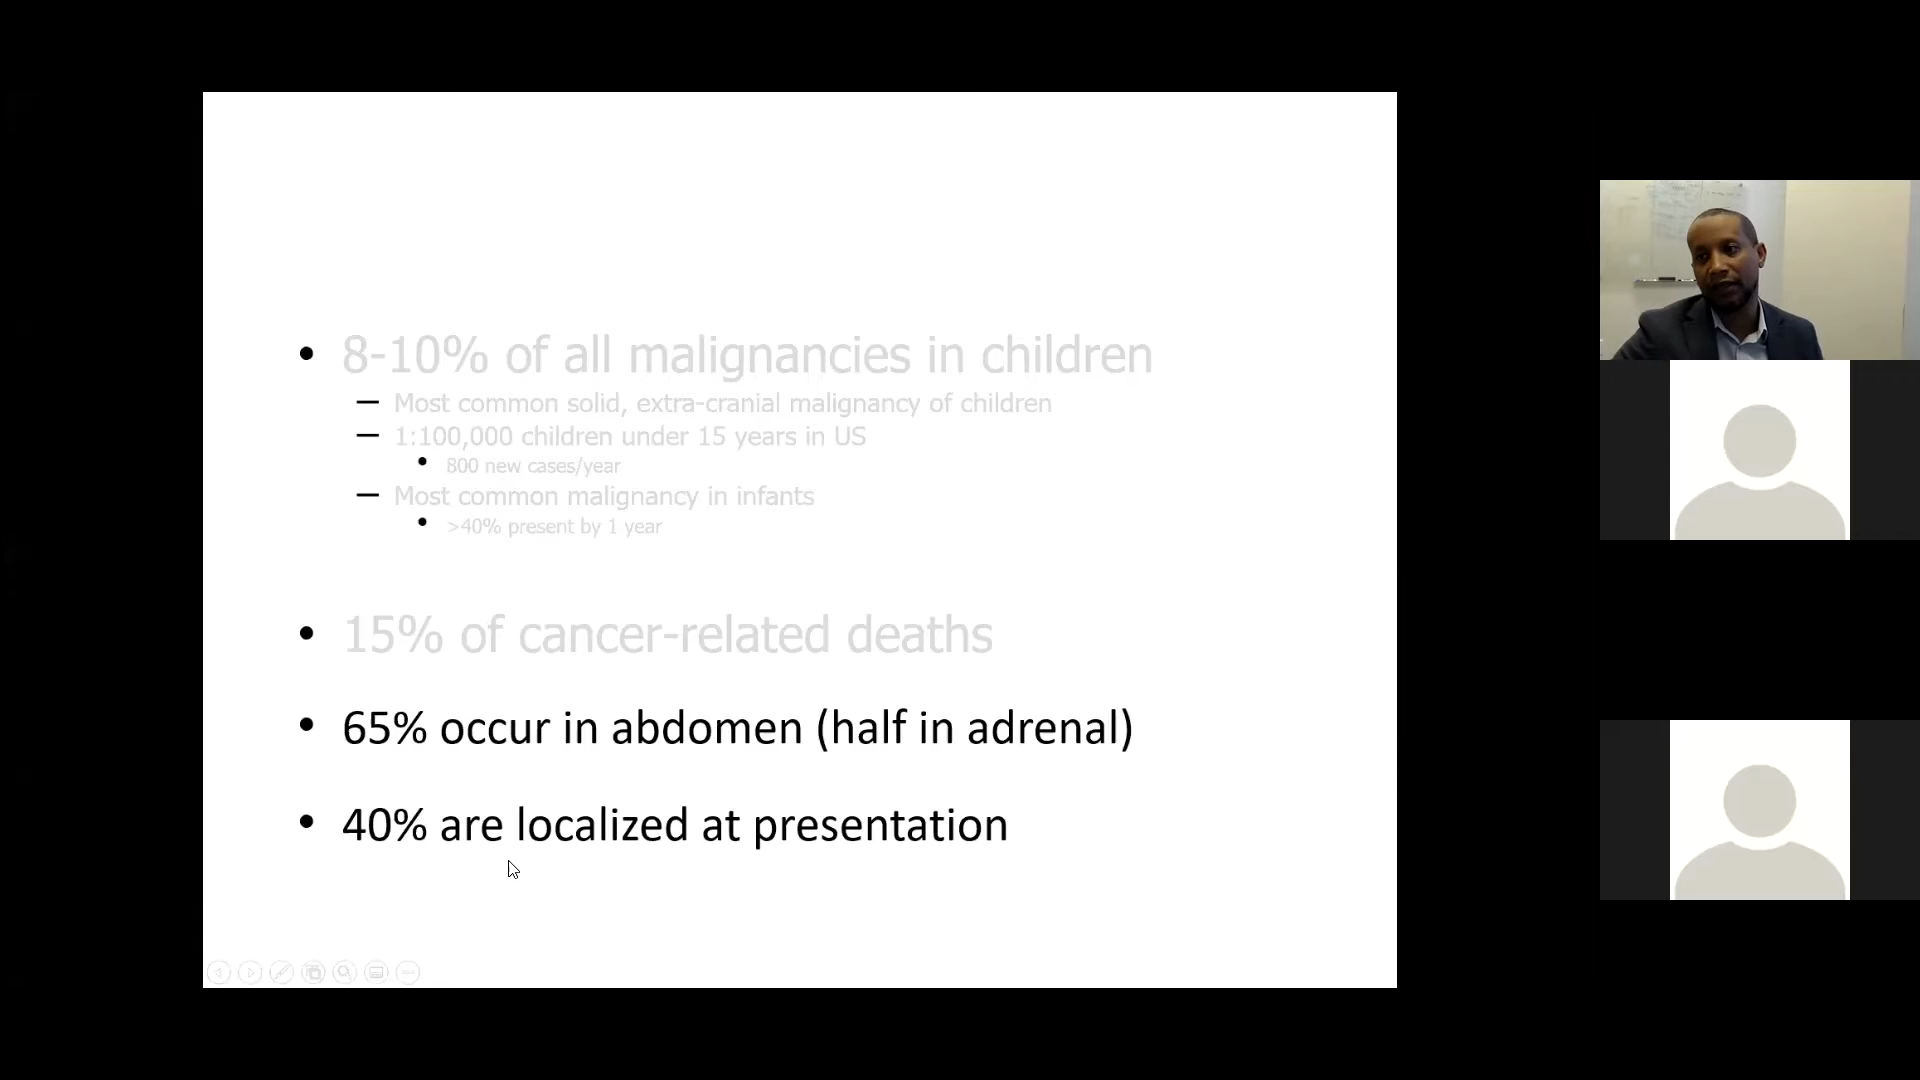 • 8-10% of all malignancies in children
– Most common solid, extra-cranial malignancy of children
– 1:100,000 children under 15 years in US
• 800 new cases/year
– Most common malignancy in infants
• >40% present by 1 year
• 15% of cancer-related deaths
• 65% occur in abdomen (half in adrenal)
• 40% are localized at presentation